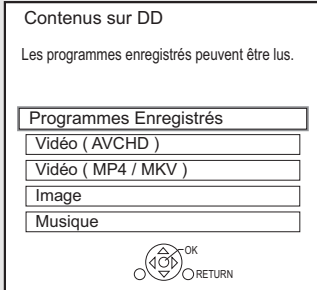 Contenus sur DD
Les programmes enregistrés peuvent être lus.
Programmes Enregistrés
Vidéo ( AVCHD )
Vidéo ( MP4 / MKV )
Image
Musique
OK
RETURN